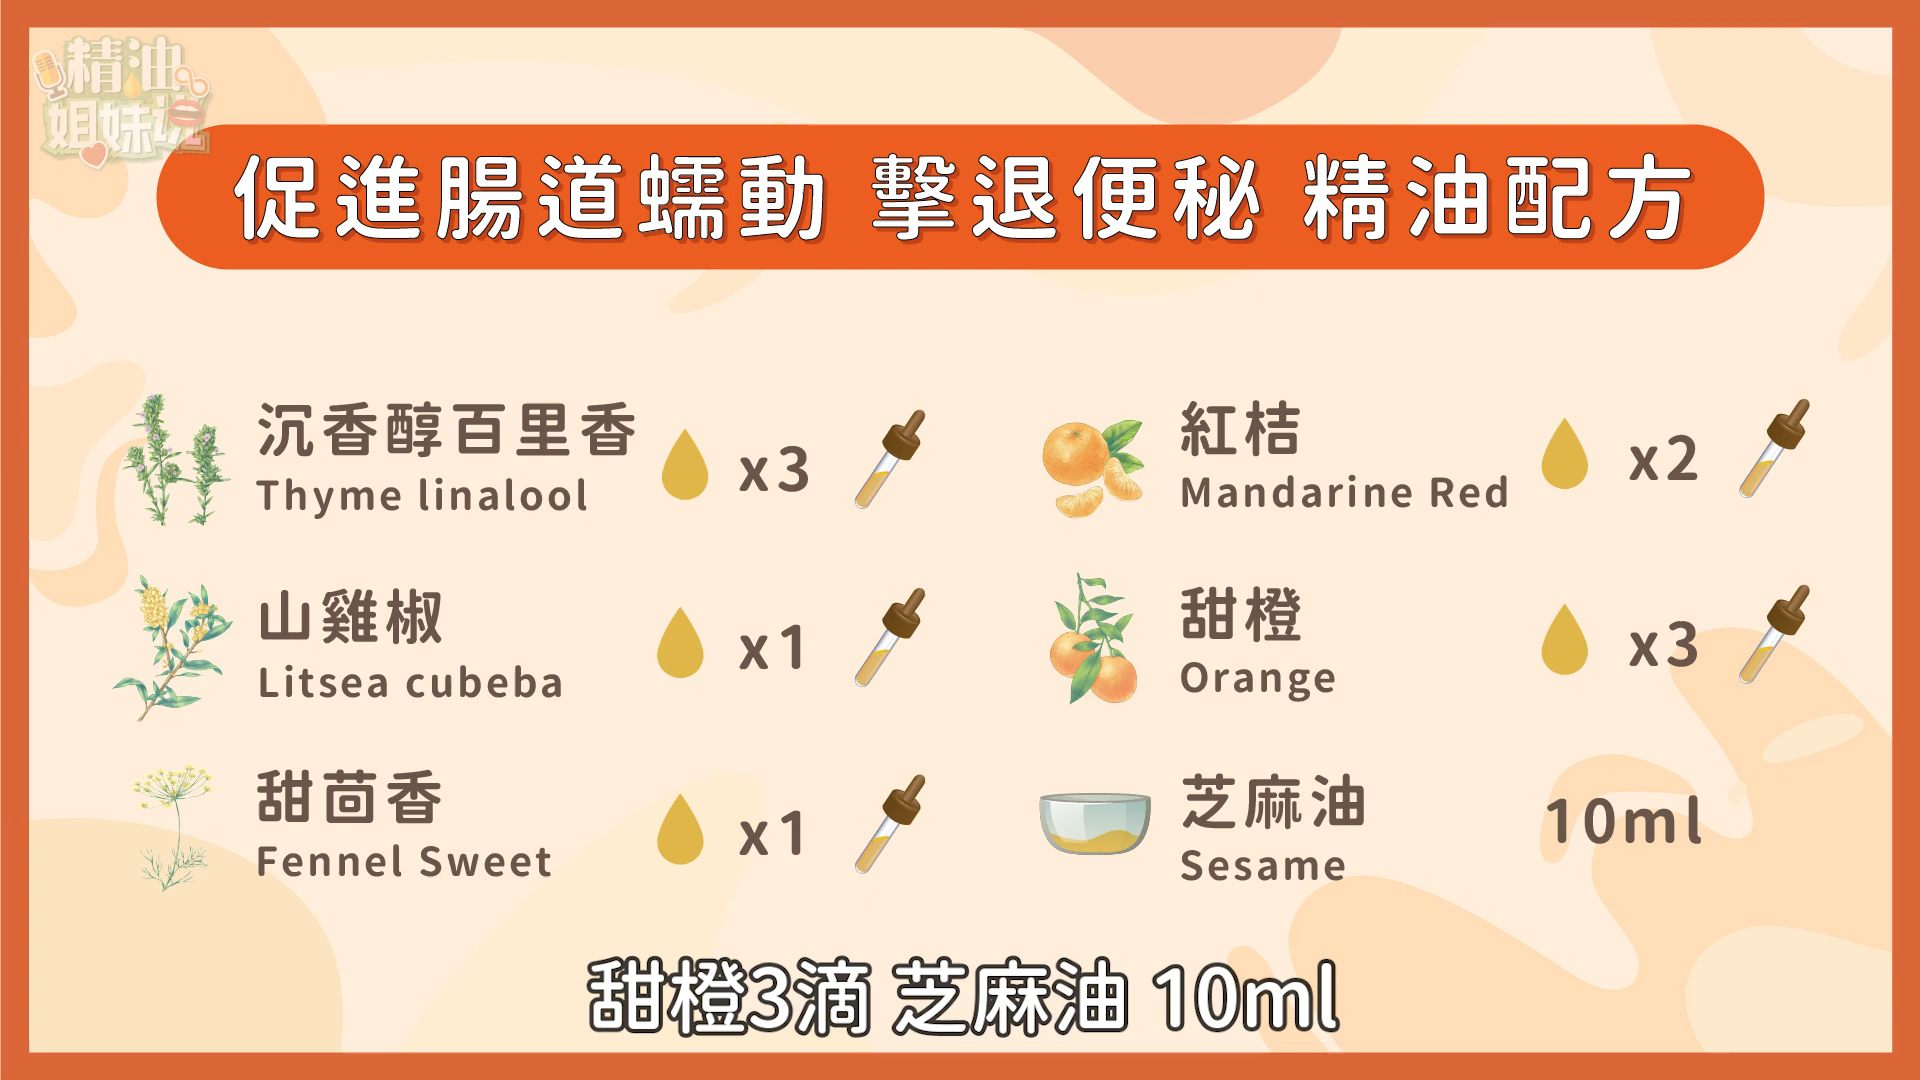 精油
姐妹说
促進腸道蠕動 擊退便秘 精油配方
沉香醇百里香
Thyme linalool
x3
紅桔
Mandarine Red
x2
山雞椒
Litsea cubeba
x1
甜橙
Orange
x3
甜茴香
Fennel Sweet
x1
芝麻油
Sesame
10ml
甜橙3滴 芝麻油 10ml